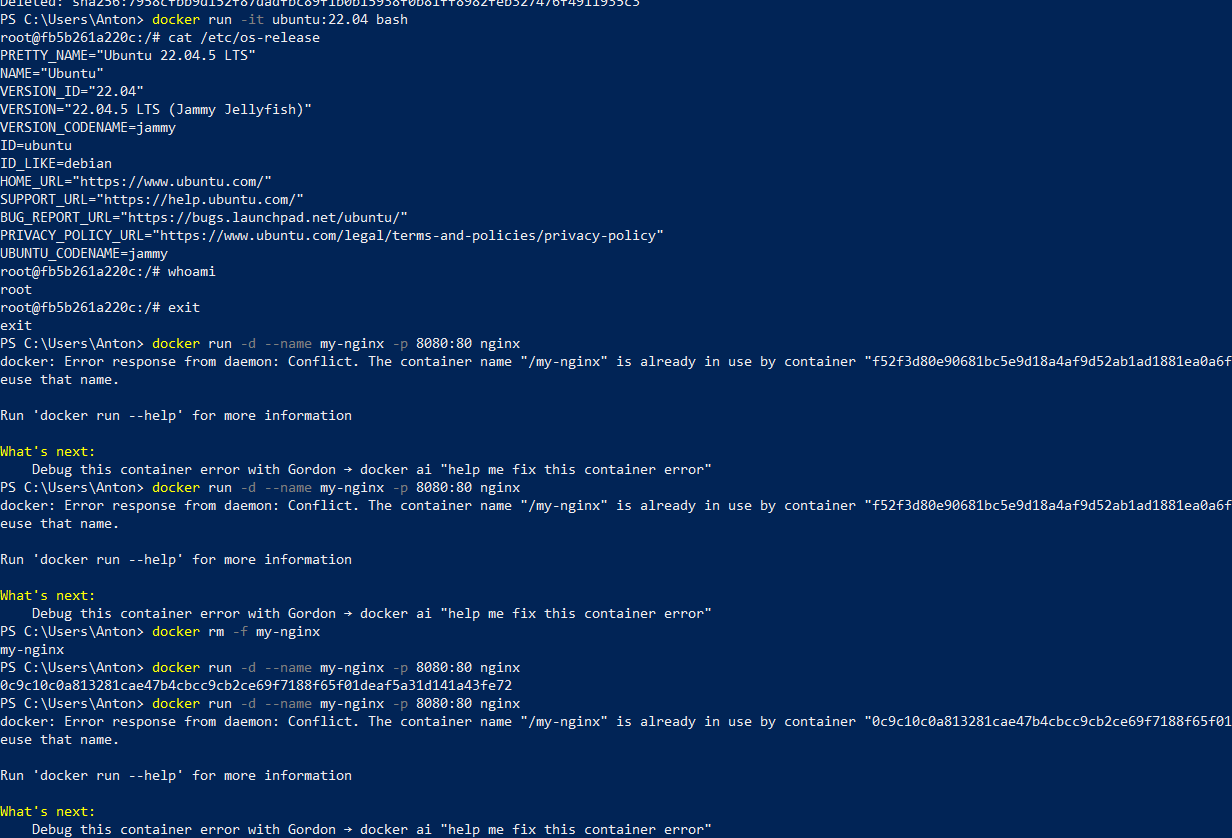 Deleted: sha256:7958cfbb9d152f87dadfbc89f1b0b15938f0b81ff8982feb327476f4911935c3
PS C:\Users\Anton> docker run -it ubuntu:22.04 bash
root@fb5b261a220c:/# cat /etc/os-release
PRETTY_NAME="Ubuntu 22.04.5 LTS"
NAME="Ubuntu"
VERSION_ID="22.04"
VERSION="22.04.5 LTS (Jammy Jellyfish)"
VERSION_CODENAME=jammy
ID=ubuntu
ID_LIKE=debian
HOME_URL="https://www.ubuntu.com/"
SUPPORT_URL="https://help.ubuntu.com/"
BUG_REPORT_URL="https://bugs.launchpad.net/ubuntu/"
PRIVACY_POLICY_URL="https://www.ubuntu.com/legal/terms-and-policies/privacy-policy"
UBUNTU_CODENAME=jammy
root@fb5b261a220c:/# whoami
root
root@fb5b261a220c:/# exit
exit
PS C:\Users\Anton> docker run -d --name my-nginx -p 8080:80 nginx
docker: Error response from daemon: Conflict. The container name "/my-nginx" is already in use by container "f52f3d80e90681bc5e9d18a4af9d52ab1ad1881ea0a6f
euse that name.

Run 'docker run --help' for more information

What's next:
    Debug this container error with Gordon → docker ai "help me fix this container error"
PS C:\Users\Anton> docker run -d --name my-nginx -p 8080:80 nginx
docker: Error response from daemon: Conflict. The container name "/my-nginx" is already in use by container "f52f3d80e90681bc5e9d18a4af9d52ab1ad1881ea0a6f
euse that name.

Run 'docker run --help' for more information

What's next:
    Debug this container error with Gordon → docker ai "help me fix this container error"
PS C:\Users\Anton> docker rm -f my-nginx
my-nginx
PS C:\Users\Anton> docker run -d --name my-nginx -p 8080:80 nginx
0c9c10c0a813281cae47b4cbcc9cb2ce69f7188f65f01deaf5a31d141a43fe72
PS C:\Users\Anton> docker run -d --name my-nginx -p 8080:80 nginx
docker: Error response from daemon: Conflict. The container name "/my-nginx" is already in use by container "0c9c10c0a813281cae47b4cbcc9cb2ce69f7188f65f01
euse that name.

Run 'docker run --help' for more information

What's next:
    Debug this container error with Gordon → docker ai "help me fix this container error"